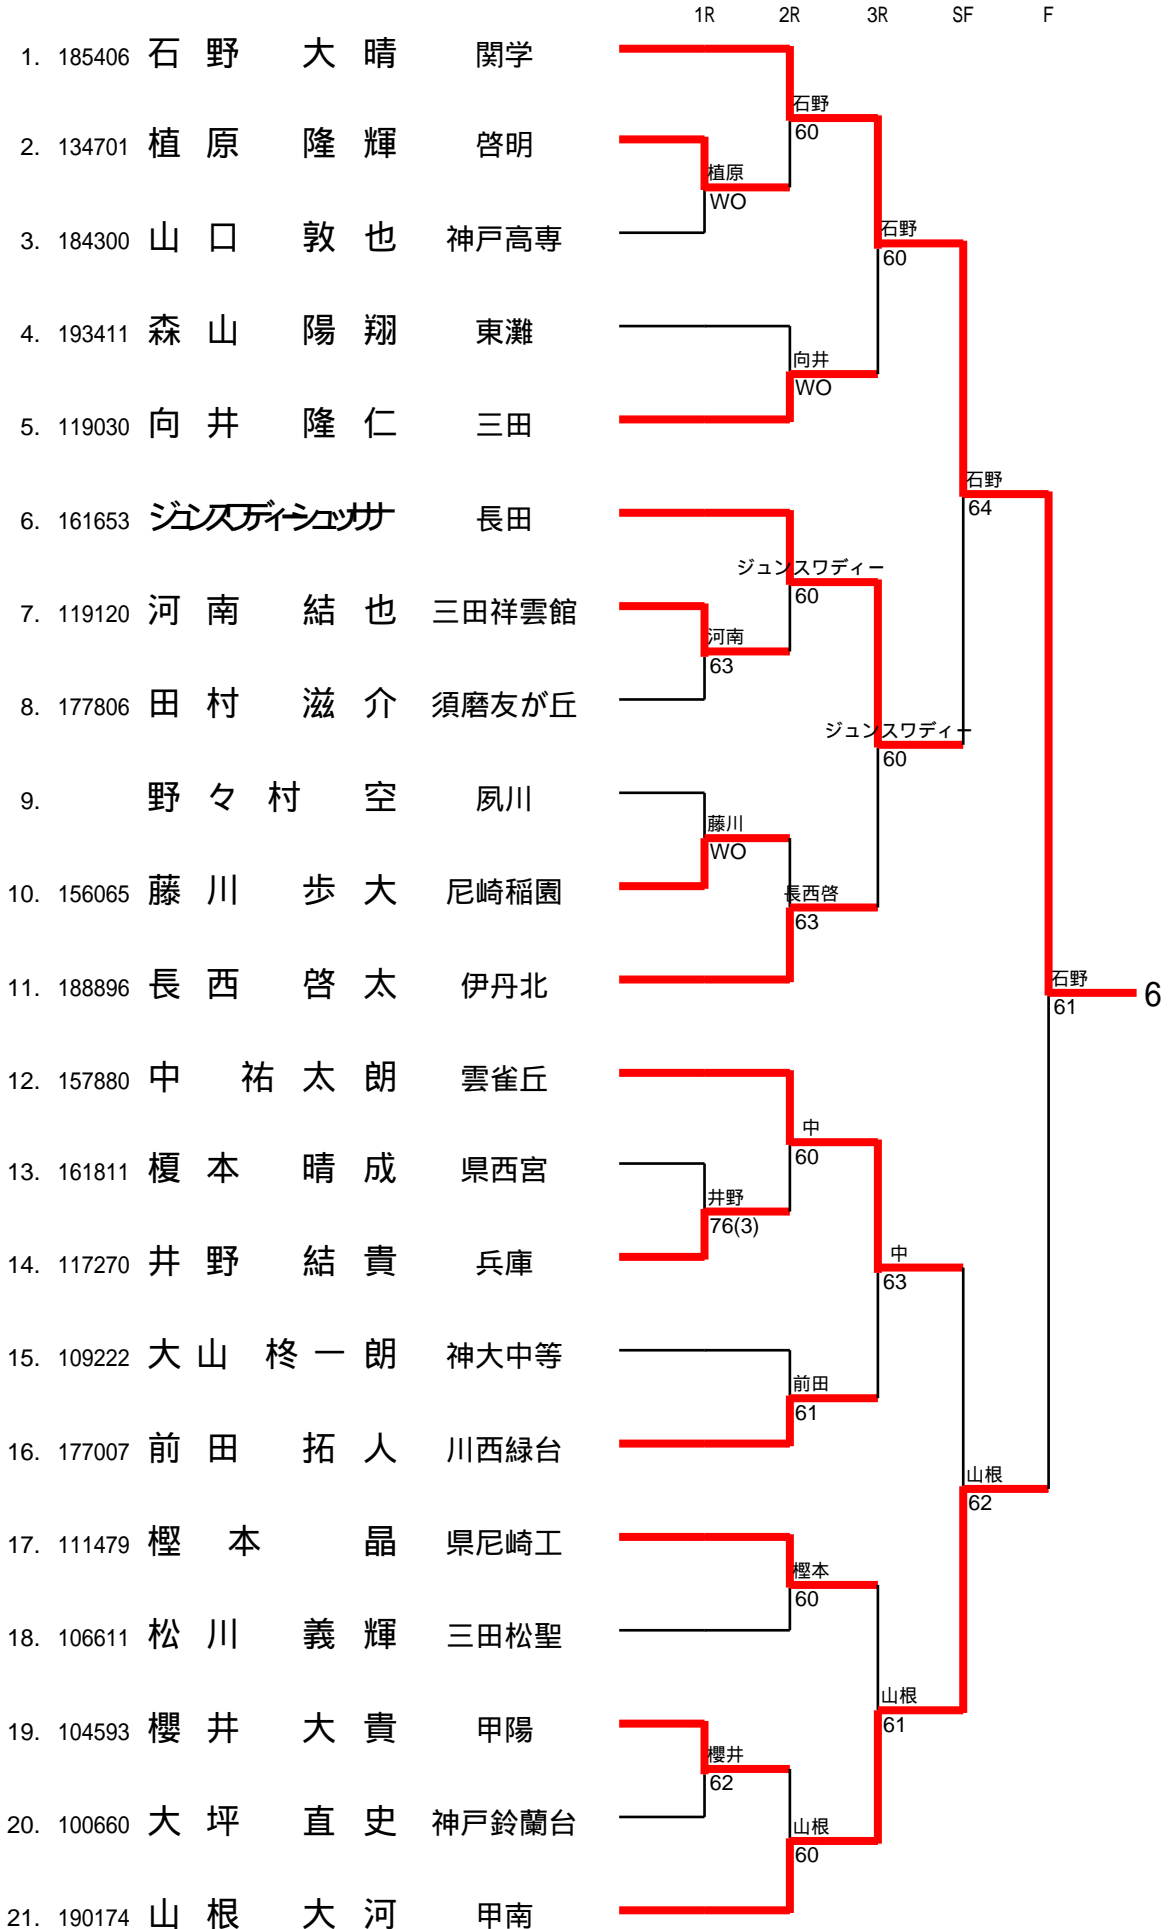 1R 2R 3R SF F
1. 185406 石野 大晴 関学
石野
60
2. 134701 植原 隆輝 啓明
植原
WO
3. 184300 山口 敦也 神戸高専
石野
60
4. 193411 森山 陽翔 東灘
向井
WO
5. 119030 向井 隆仁 三田
石野
64
6. 161653 ジュンスワディーシュッサナ 長田
ジュンスワディー
60
7. 119120 河南 結也 三田祥雲館
河南
63
8. 177806 田村 滋介 須磨友が丘
ジュンスワディー
60
9. 野々村 空 夙川
藤川
WO
10. 156065 藤川 歩大 尼崎稲園
長西啓
63
11. 188896 長西 啓太 伊丹北
石野
61
6
12. 157880 中 祐太朗 雲雀丘
中
60
13. 161811 榎本 晴成 県西宮
井野
76(3)
14. 117270 井野 結貴 兵庫
中
63
15. 109222 大山 柊一朗 神大中等
前田
61
16. 177007 前田 拓人 川西緑台
山根
62
17. 111479 樫本 晶 県尼崎工
樫本
60
18. 106611 松川 義輝 三田松聖
山根
61
19. 104593 櫻井 大貴 甲陽
櫻井
62
20. 100660 大坪 直史 神戸鈴蘭台
山根
60
21. 190174 山根 大河 甲南